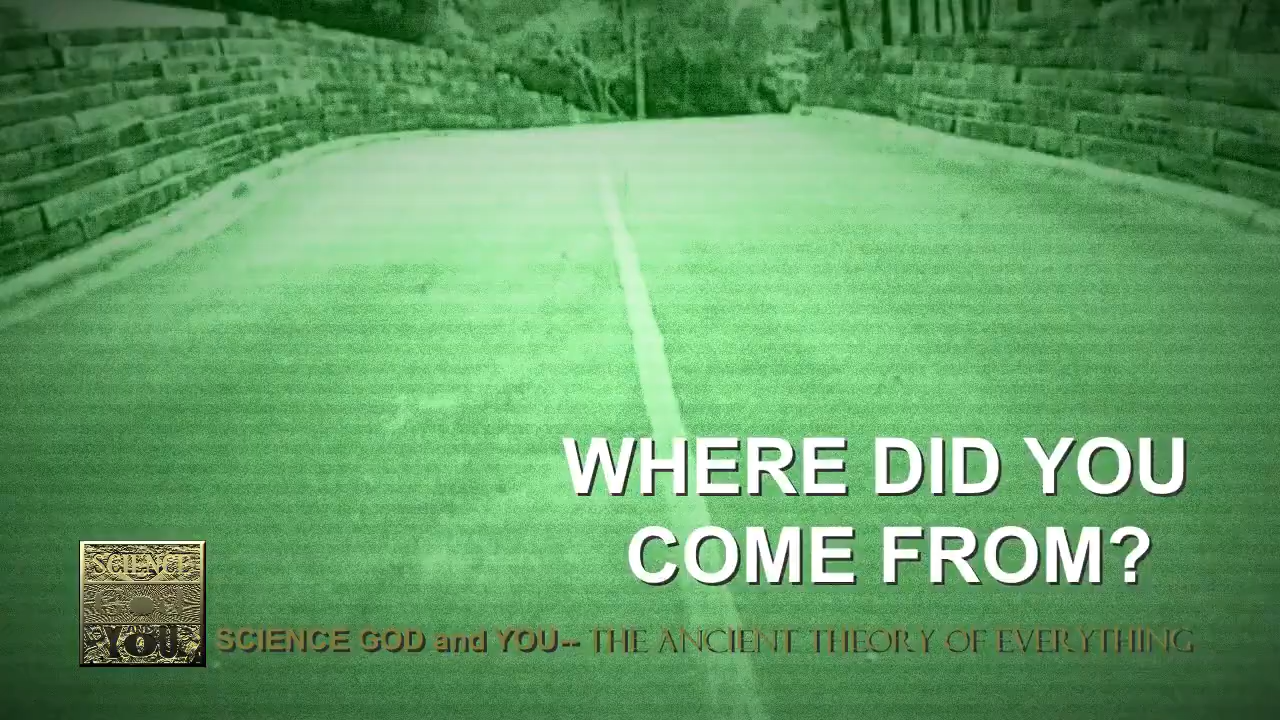 WHERE DID YOU
COME FROM?
SCIENCE
YOU
SCIENCE GOD and YOU-- THE ANCIENT THEORY OF EVERYTHING